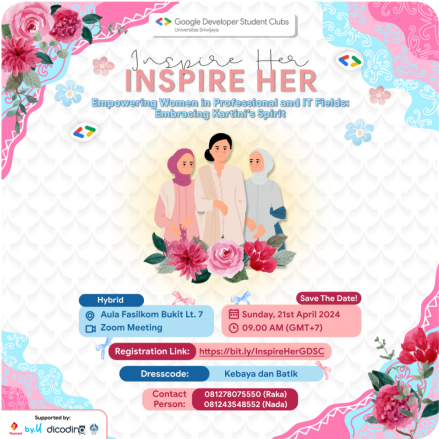 Google Developer Student Clubs
Universitas Sriwijaya
Inspire Her
INSPIRE HER
Empowering Women in Professional and IT Fields:
Embracing Kartini's Spirit
Hybrid
Aula Fasilkom Bukit Lt. 7
Zoom Meeting
Save The Date!
Sunday, 21st April 2024
09.00 AM (GMT+7)
Registration Link:
https://bit.ly/InspireHerGDSC
Dresscode:
Kebaya dan Batik
Contact
Person:
081278075550 (Raka)
081243548552 (Nada)
Supported by:
by.U
dicoding